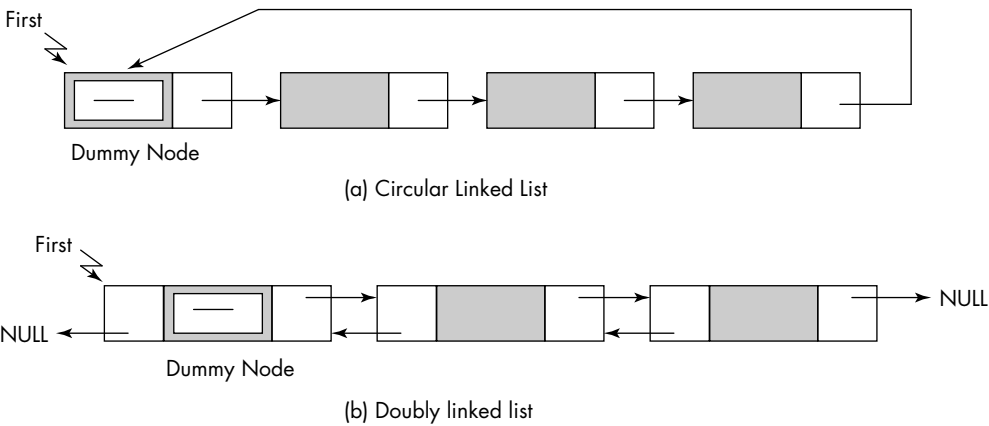 First
Dummy Node
(a) Circular Linked List
First
NULL
NULL
Dummy Node
(b) Doubly linked list